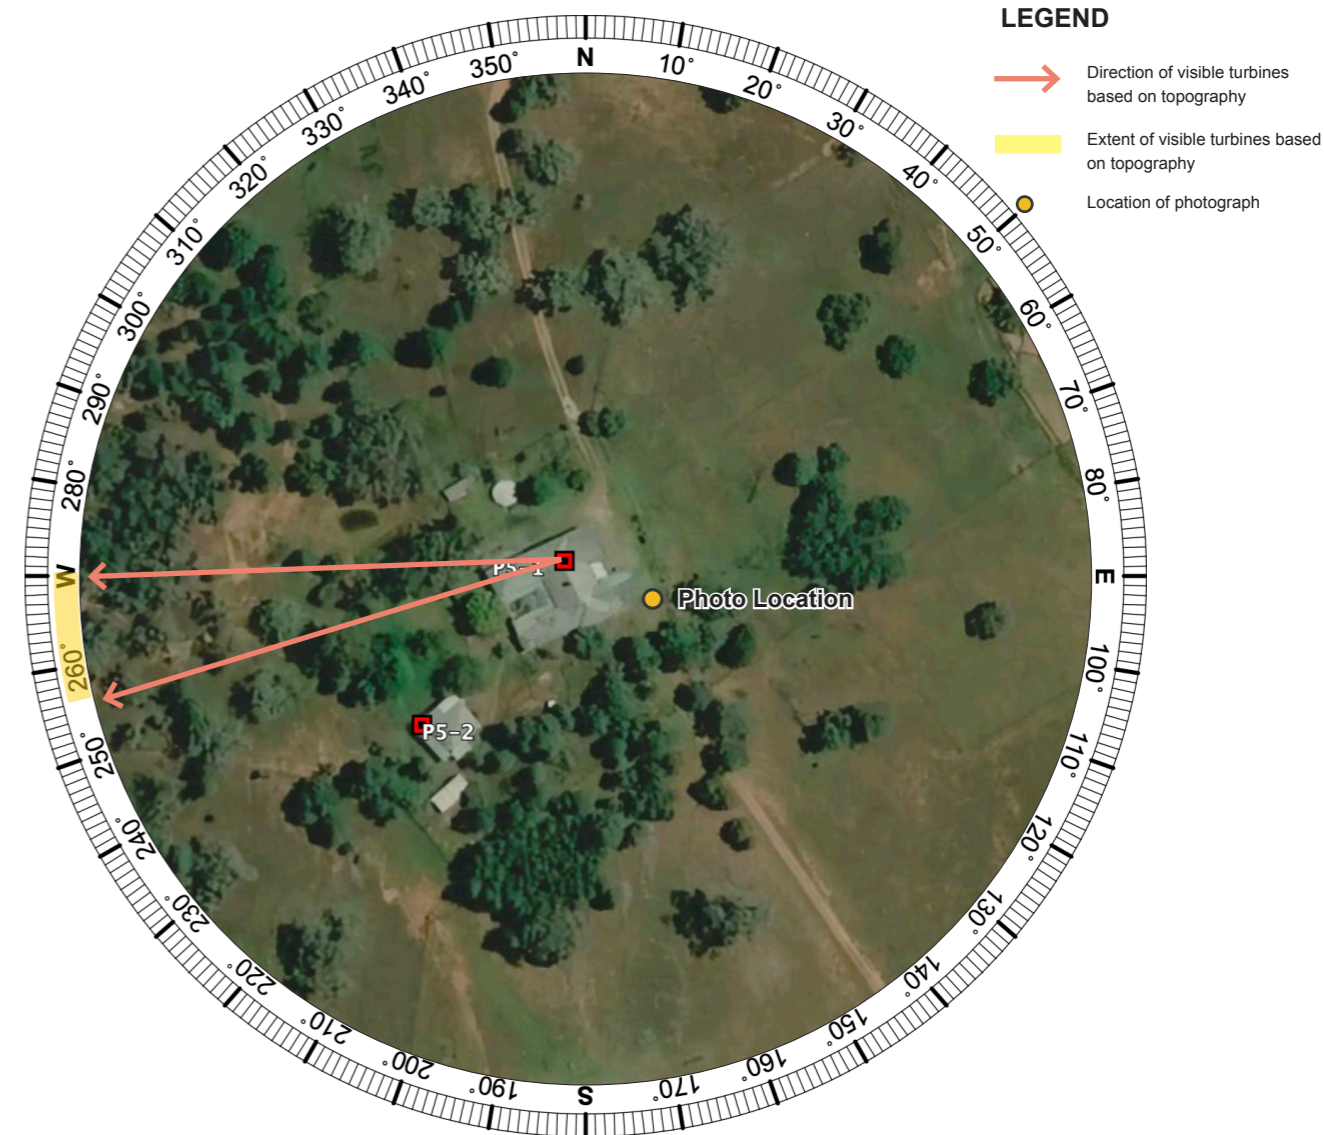 LEGEND
Direction of visible turbines
based on topography
Extent of visible turbines based
on topography
Location of photograph
N
10°
20°
30°
40°
50°
60°
70°
80°
E
100°
110°
120°
130°
140°
150°
160°
170°
S
190°
200°
210°
220°
230°
240°
250°
260°
W
280°
290°
300°
310°
320°
330°
340°
350°
P5-1
Photo Location
P5-2